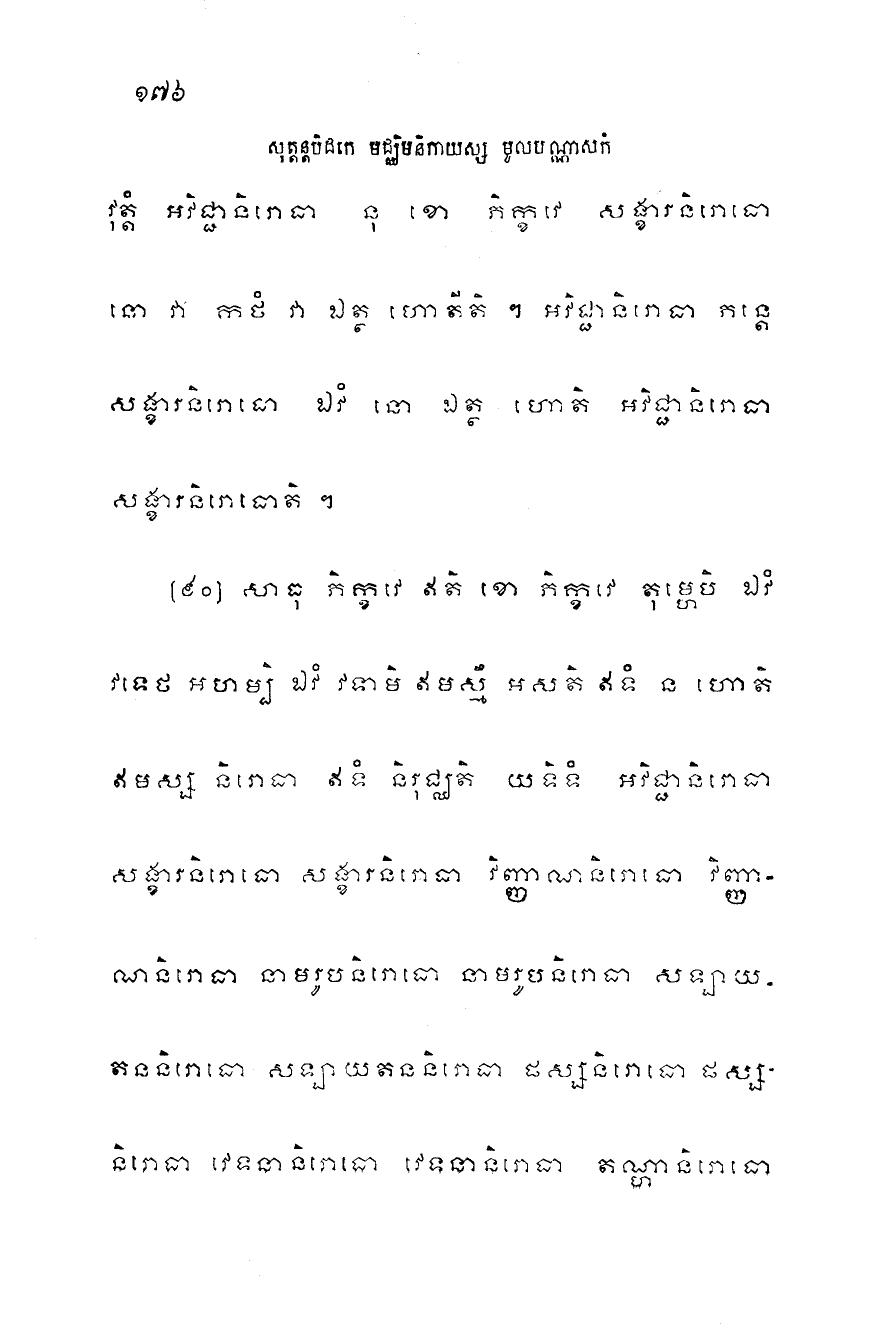 ១៧៦
សុត្តន្តបិដកេ មជ្ឈិមនិកាយស្ស មូលបណ្ណាសកំ
វុត្តំ អវិជ្ជានិរោធា នុ ខោ ភិក្ខវេ សង្ខារនិរោធោ
នោ វា កថំ វា ឯត្ថ ហោតីតិ ។ អវិជ្ជានិរោធា ភន្តេ
សង្ខារនិរោធោ ឯវំ នោ ឯត្ថ ហោតិ អវិជ្ជានិរោធា
សង្ខារនិរោធោតិ ។
(៩០) សាធុ ភិក្ខវេ ឥតិ ខោ ភិក្ខវេ តុម្ហេបិ ឯវំ
វទេថ អហម្បិ ឯវំ វទាមិ ឥមស្មឹ អសតិ ឥទំ ន ហោតិ
ឥមស្ស និរោធា ឥទំ និរុជ្ឈតិ យទិទំ អវិជ្ជានិរោធា
សង្ខារនិរោធោ សង្ខារនិរោធា វិញ្ញាណនិរោធោ វិញ្ញា-
ណនិរោធា នាមរូបនិរោធោ នាមរូបនិរោធា សឡាយ-
តននិរោធោ សឡាយតននិរោធា ផស្សនិរោធោ ផស្ស-
និរោធា វេទនានិរោធោ វេទនានិរោធា តណ្ហានិរោធោ